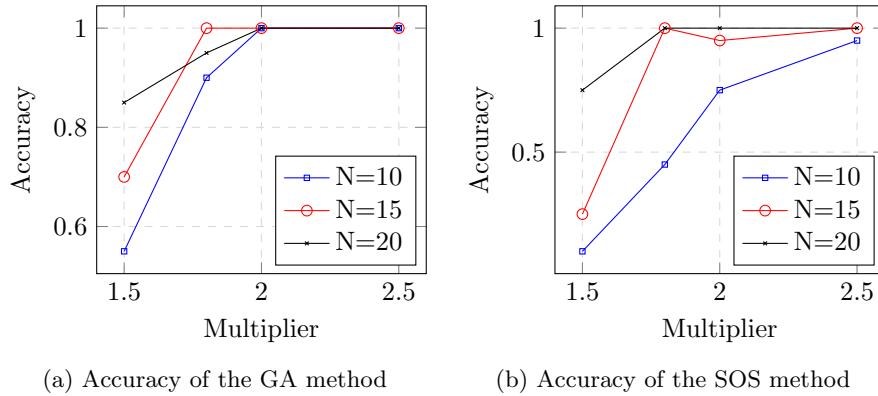 1
0.8
0.6
Accuracy
1.5
2
2.5
Multiplier
N=10
N=15
N=20
(a) Accuracy of the GA method
1
0.5
Accuracy
1.5
2
2.5
Multiplier
N=10
N=15
N=20
(b) Accuracy of the SOS method